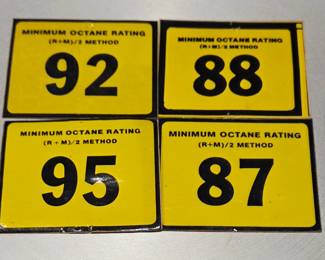 MINIMUM OCTANE RATING
(R+M)/2 METHOD
92
MINIMUM OCTANE RATING
(R+M)/2 METHOD
88
MINIMUM OCTANE RATING
(R+M)/2 METHOD
95
MINIMUM OCTANE RATING
(R+M)/2 METHOD
87